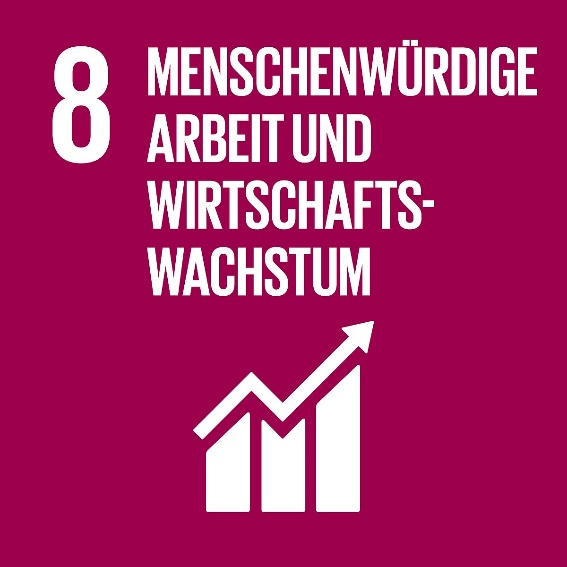 8 MENSCHENWÜRDIGE
ARBEIT UND
WIRTSCHAFTS-
WACHSTUM